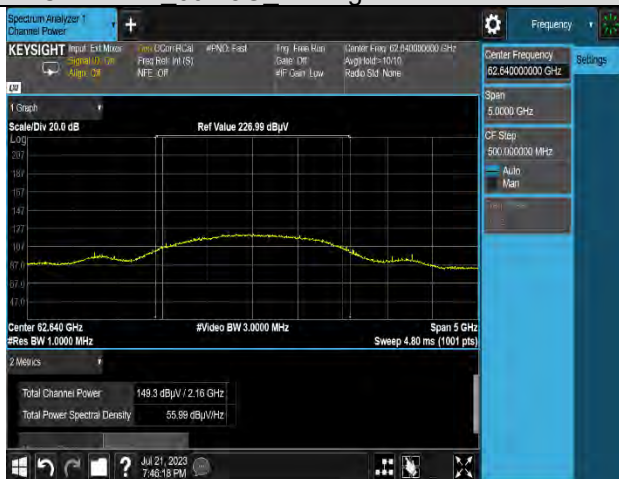 Spectrum Analyzer 1
Channel Power
Frequency
KEYSIGHT Input: Ext Mixer
Signal ID: On
Align: Off
UConRCal
Freq Ref: Int (S)
NFE: Off
#PNO: Fast
Trig: Free Run
Gate: Off
#IF Gain: Low
Center Freq: 62.640000000 GHz
Avg|Hold>10/10
Radio Std: None
Center Frequency
62.640000000 GHz
Settings
Span
5.0000 GHz
CF Step
500.000000 MHz
Auto
Man
1 Graph
Scale/Div 20.0 dB
Ref Value 226.99 dBµV
Log
207
187
167
147
127
107
87.0
67.0
47.0
Center 62.640 GHz
#Video BW 3.0000 MHz
Span 5 GHz
#Res BW 1.0000 MHz
Sweep 4.80 ms (1001 pts)
2 Metrics
Total Channel Power
149.3 dBµV / 2.16 GHz
Total Power Spectral Density
55.99 dBµV/Hz
Jul 21, 2023
7:46:18 PM